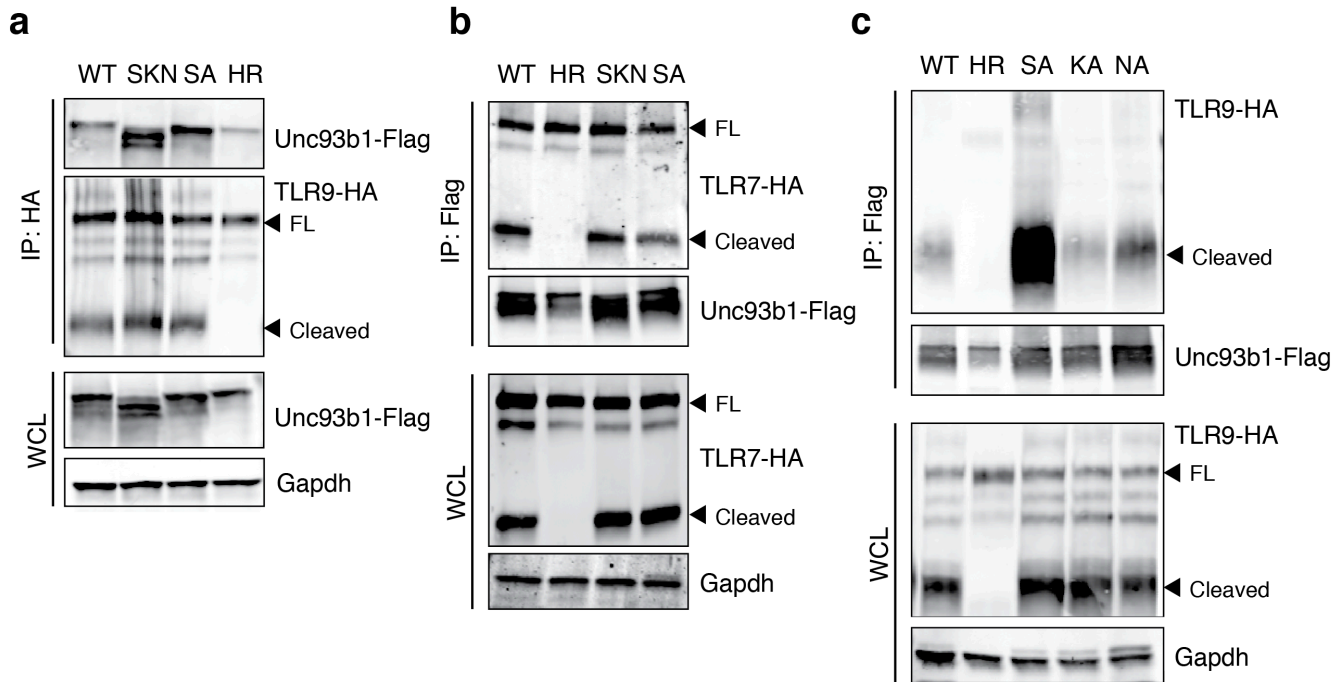 a
WT SKN SA HR
IP: HA
Unc93b1-Flag
TLR9-HA
FL
Cleaved
WCL
Unc93b1-Flag
Gapdh
b
WT HR SKN SA
IP: Flag
FL
TLR7-HA
Cleaved
Unc93b1-Flag
WCL
FL
TLR7-HA
Cleaved
Gapdh
c
WT HR SA KA NA
IP: Flag
TLR9-HA
Cleaved
Unc93b1-Flag
WCL
TLR9-HA
FL
Cleaved
Gapdh